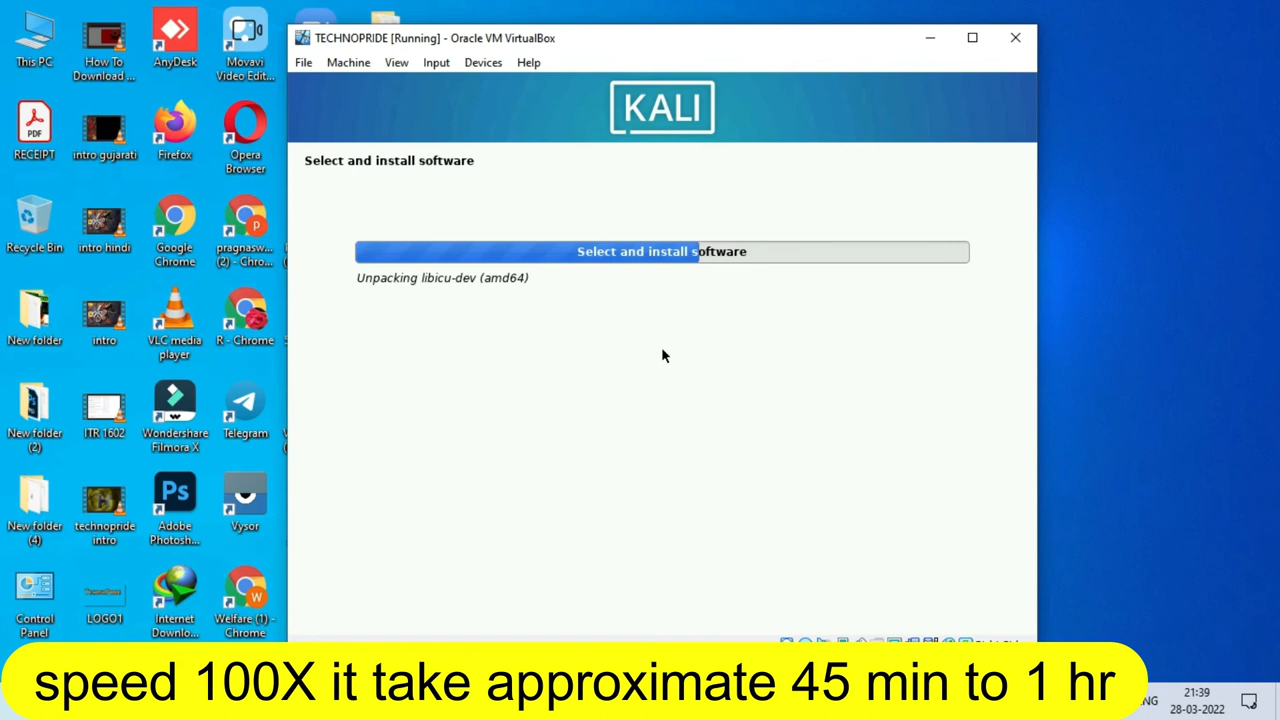 TECHNOPRIDE [Running] - Oracle VM VirtualBox
File Machine View Input Devices Help
KALI
Select and install software
Select and install software
Unpacking libicu-dev (amd64)
This PC
How To
Download ...
AnyDesk
Movavi
Video Edit...
PDF
RECEIPT
intro gujarati
Firefox
Opera
Browser
Recycle Bin
intro hindi
Google
Chrome
p
pragnasw...
(2) - Chro...
New folder
intro
VLC media
player
R - Chrome
New folder
(2)
ITR 1602
Wondershare
Filmora X
Telegram
New folder
(4)
technopride
intro
Ps
Adobe
Photosh...
Vysor
Control
Panel
LOGO1
Internet
Downlo...
W
Welfare (1) -
Chrome
speed 100X it take approximate 45 min to 1 hr
NG
21:39
28-03-2022